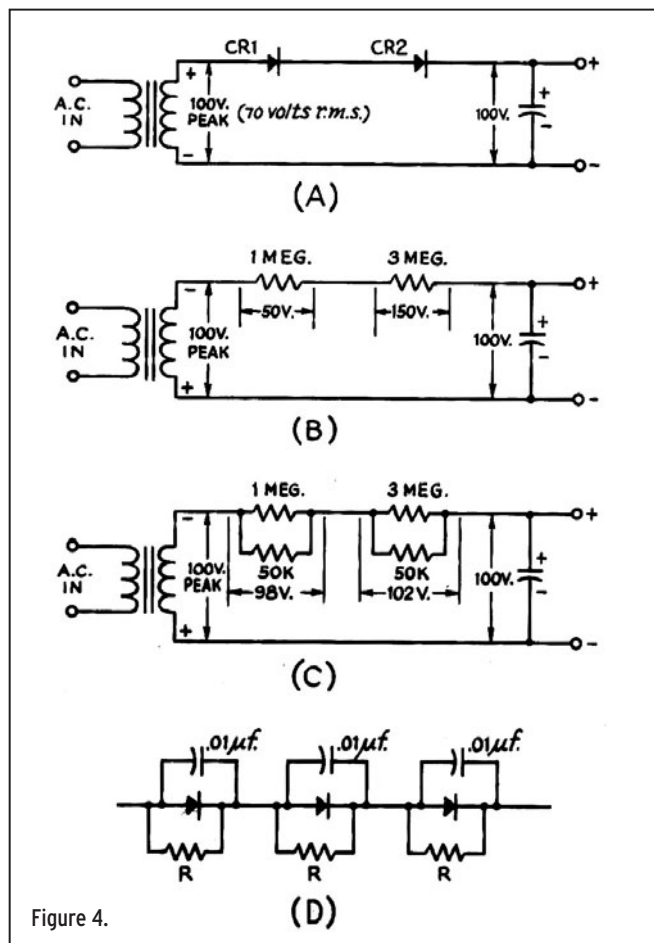 CR1 CR2
+ +
A.C. IN 100V. PEAK (70 volts r.m.s.) 100V. +
-
- -
(A)
1 MEG. 3 MEG.
- +
50V. 150V.
A.C. IN 100V. PEAK 100V. +
-
+ -
(B)
1 MEG. 3 MEG.
- +
A.C. IN 100V. PEAK 50K 50K 100V. +
98V. 102V. -
+ -
(C)
.01µf. .01µf. .01µf.
R R R
(D)
Figure 4.